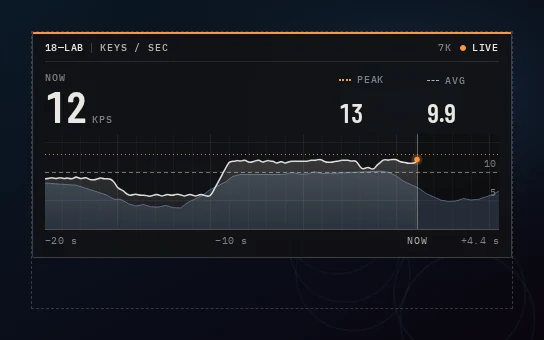 18—LAB | KEYS / SEC 7K ● LIVE
NOW
12 KPS
PEAK
13
AVG
9.9
10
5
−20 s −10 s NOW +4.4 s